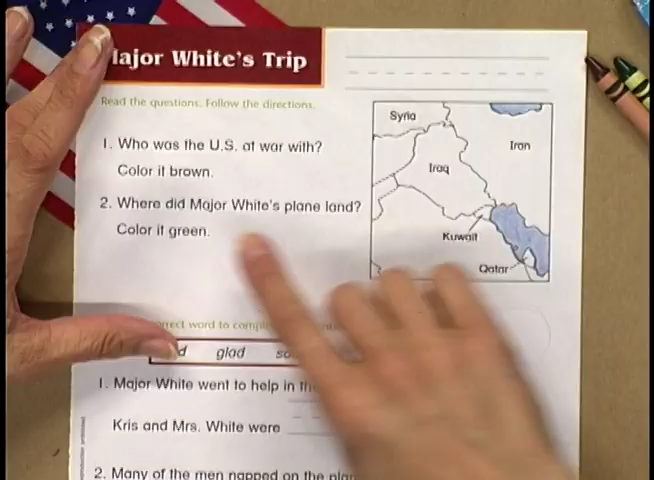 Major White's Trip
Read the questions. Follow the directions.
1. Who was the U.S. at war with?
Color it brown.
2. Where did Major White's plane land?
Color it green.
Syria
Iran
Iraq
Kuwait
Qatar
glad
1. Major White went to help in
Kris and Mrs. White were
2. Many of the men napped on the